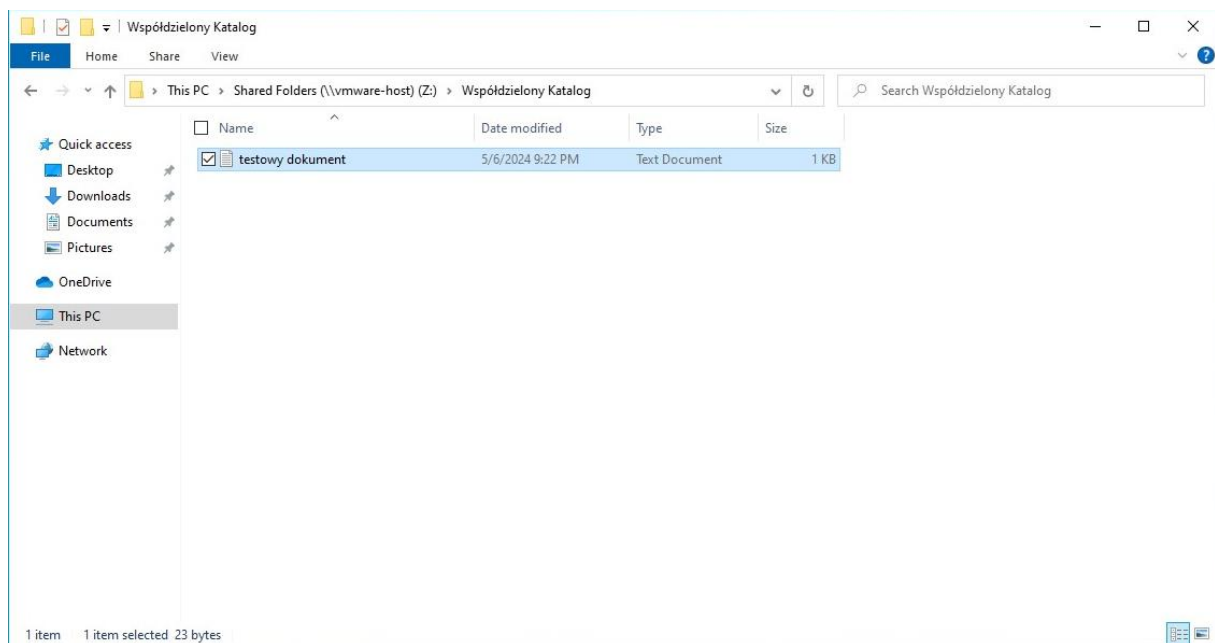 Współdzielony Katalog
File Home Share View
This PC Shared Folders (\\vmware-host) (Z:) Współdzielony Katalog
Search Współdzielony Katalog
Name Date modified Type Size
testowy dokument 5/6/2024 9:22 PM Text Document 1 KB
Quick access
Desktop
Downloads
Documents
Pictures
OneDrive
This PC
Network
1 item 1 item selected 23 bytes